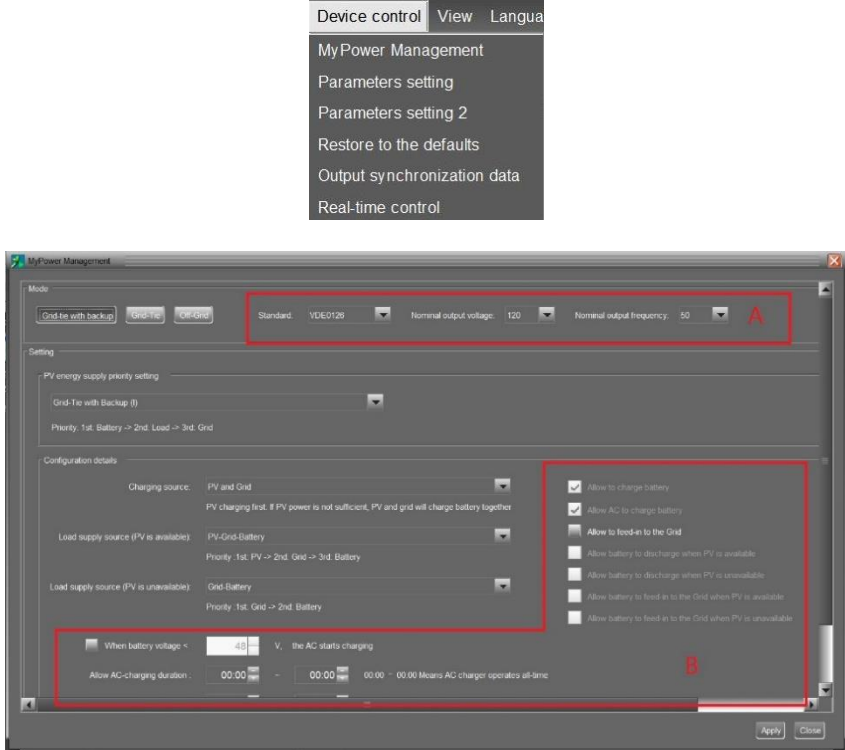 Device control View Langua
MyPower Management
Parameters setting
Parameters setting 2
Restore to the defaults
Output synchronization data
Real-time control
MyPower Management
Mode
Grid-tie with backup Grid-Tie Off-Grid Standard: VDE0126 Nominal output voltage: 120 Nominal output frequency: 50 A
Setting
PV energy supply priority setting
Grid-Tie with Backup (I)
Priority: 1st: Battery -> 2nd: Load -> 3rd: Grid
Configuration details
Charging source: PV and Grid
PV charging first. If PV power is not sufficient, PV and grid will charge battery together
Load supply source (PV is available): PV-Grid-Battery
Priority :1st: PV -> 2nd: Grid -> 3rd: Battery
Load supply source (PV is unavailable): Grid-Battery
Priority :1st: Grid -> 2nd: Battery
Allow to charge battery
Allow AC to charge battery
Allow to feed-in to the Grid
Allow battery to discharge when PV is available
Allow battery to discharge when PV is unavailable
Allow battery to feed-in to the Grid when PV is available
Allow battery to feed-in to the Grid when PV is unavailable
When battery voltage < 48 V, the AC starts charging
Allow AC-charging duration : 00:00 ~ 00:00 00:00 ~ 00:00 Means AC charger operates all-time
B
Apply Close